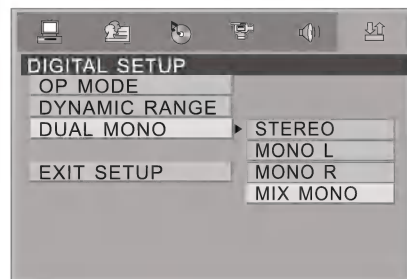 DIGITAL SETUP
OP MODE
DYNAMIC RANGE
DUAL MONO
STEREO
MONO L
MONO R
MIX MONO
EXIT SETUP